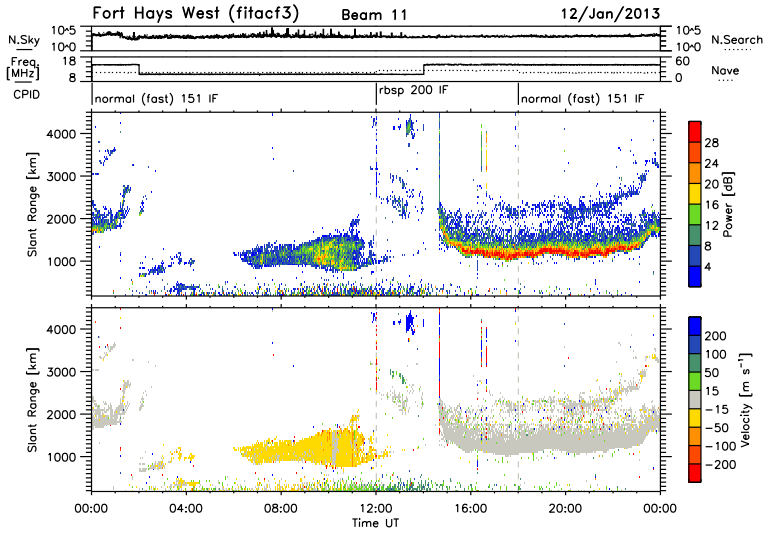 Fort Hays West (fitacf3) Beam 11 12/Jan/2013
N.Sky 10^5 10^0 10^5 10^0 N.Search
Freq. [MHz] 18 8 60 0 Nave
CPID normal (fast) 151 IF rbsp 200 IF normal (fast) 151 IF
Slant Range [km] 4000 3000 2000 1000
28 24 20 16 12 8 4 Power [dB]
Slant Range [km] 4000 3000 2000 1000
200 100 50 15 -15 -50 -100 -200 Velocity [m s⁻¹]
00:00 04:00 08:00 12:00 16:00 20:00 00:00
Time UT